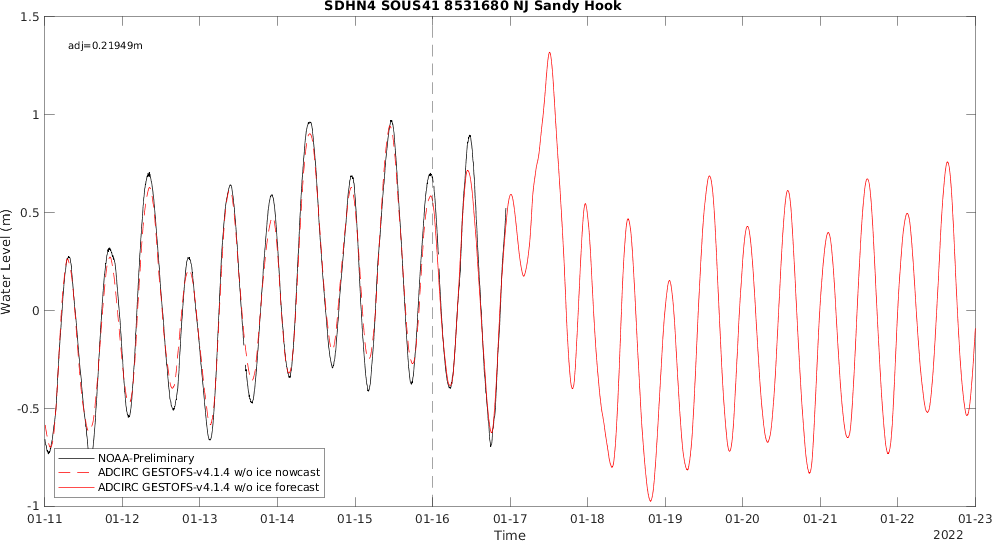 SDHN4 SOUS41 8531680 NJ Sandy Hook
adj=0.21949m
1.5
1
0.5
0
-0.5
-1
Water Level (m)
NOAA-Preliminary
ADCIRC GESTOFS-v4.1.4 w/o ice nowcast
ADCIRC GESTOFS-v4.1.4 w/o ice forecast
01-11 01-12 01-13 01-14 01-15 01-16 01-17 01-18 01-19 01-20 01-21 01-22 01-23
Time
2022